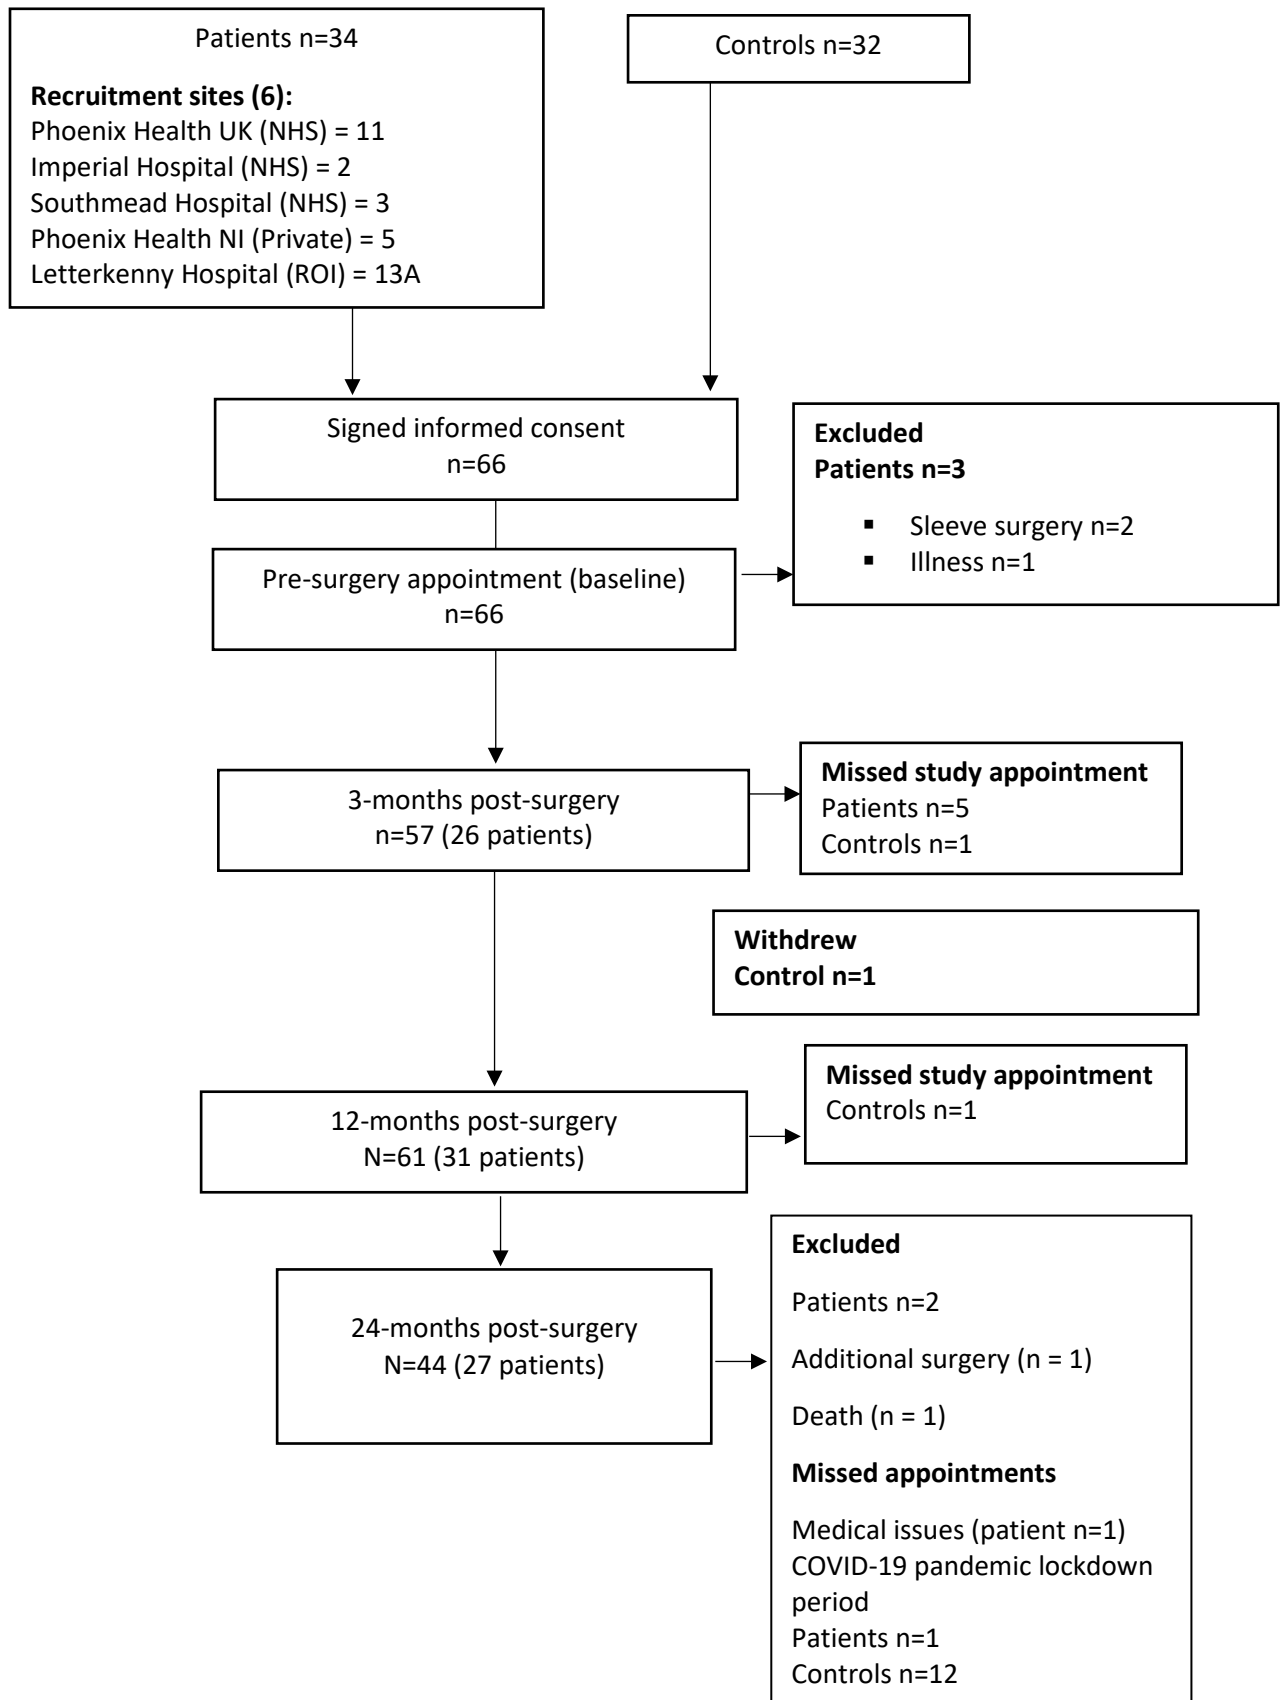 Patients n=34
Recruitment sites (6):
Phoenix Health UK (NHS) = 11
Imperial Hospital (NHS) = 2
Southmead Hospital (NHS) = 3
Phoenix Health NI (Private) = 5
Letterkenny Hospital (ROI) = 13A
Controls n=32
Signed informed consent
n=66
Excluded
Patients n=3
▪ Sleeve surgery n=2
▪ Illness n=1
Pre-surgery appointment (baseline)
n=66
3-months post-surgery
n=57 (26 patients)
Missed study appointment
Patients n=5
Controls n=1
Withdrew
Control n=1
12-months post-surgery
N=61 (31 patients)
Missed study appointment
Controls n=1
24-months post-surgery
N=44 (27 patients)
Excluded
Patients n=2
Additional surgery (n = 1)
Death (n = 1)
Missed appointments
Medical issues (patient n=1)
COVID-19 pandemic lockdown
period
Patients n=1
Controls n=12